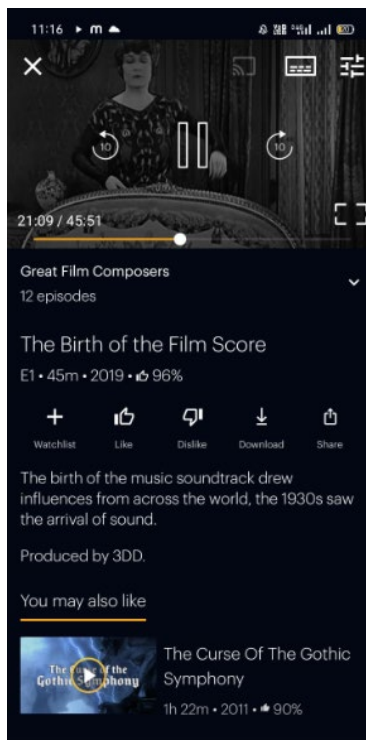 11:16
10
10
21:09 / 45:51
Great Film Composers
12 episodes
The Birth of the Film Score
E1 • 45m • 2019 • 96%
Watchlist Like Dislike Download Share
The birth of the music soundtrack drew
influences from across the world, the 1930s saw
the arrival of sound.
Produced by 3DD.
You may also like
The Curse of the
Gothic Symphony
The Curse Of The Gothic
Symphony
1h 22m • 2011 • 90%